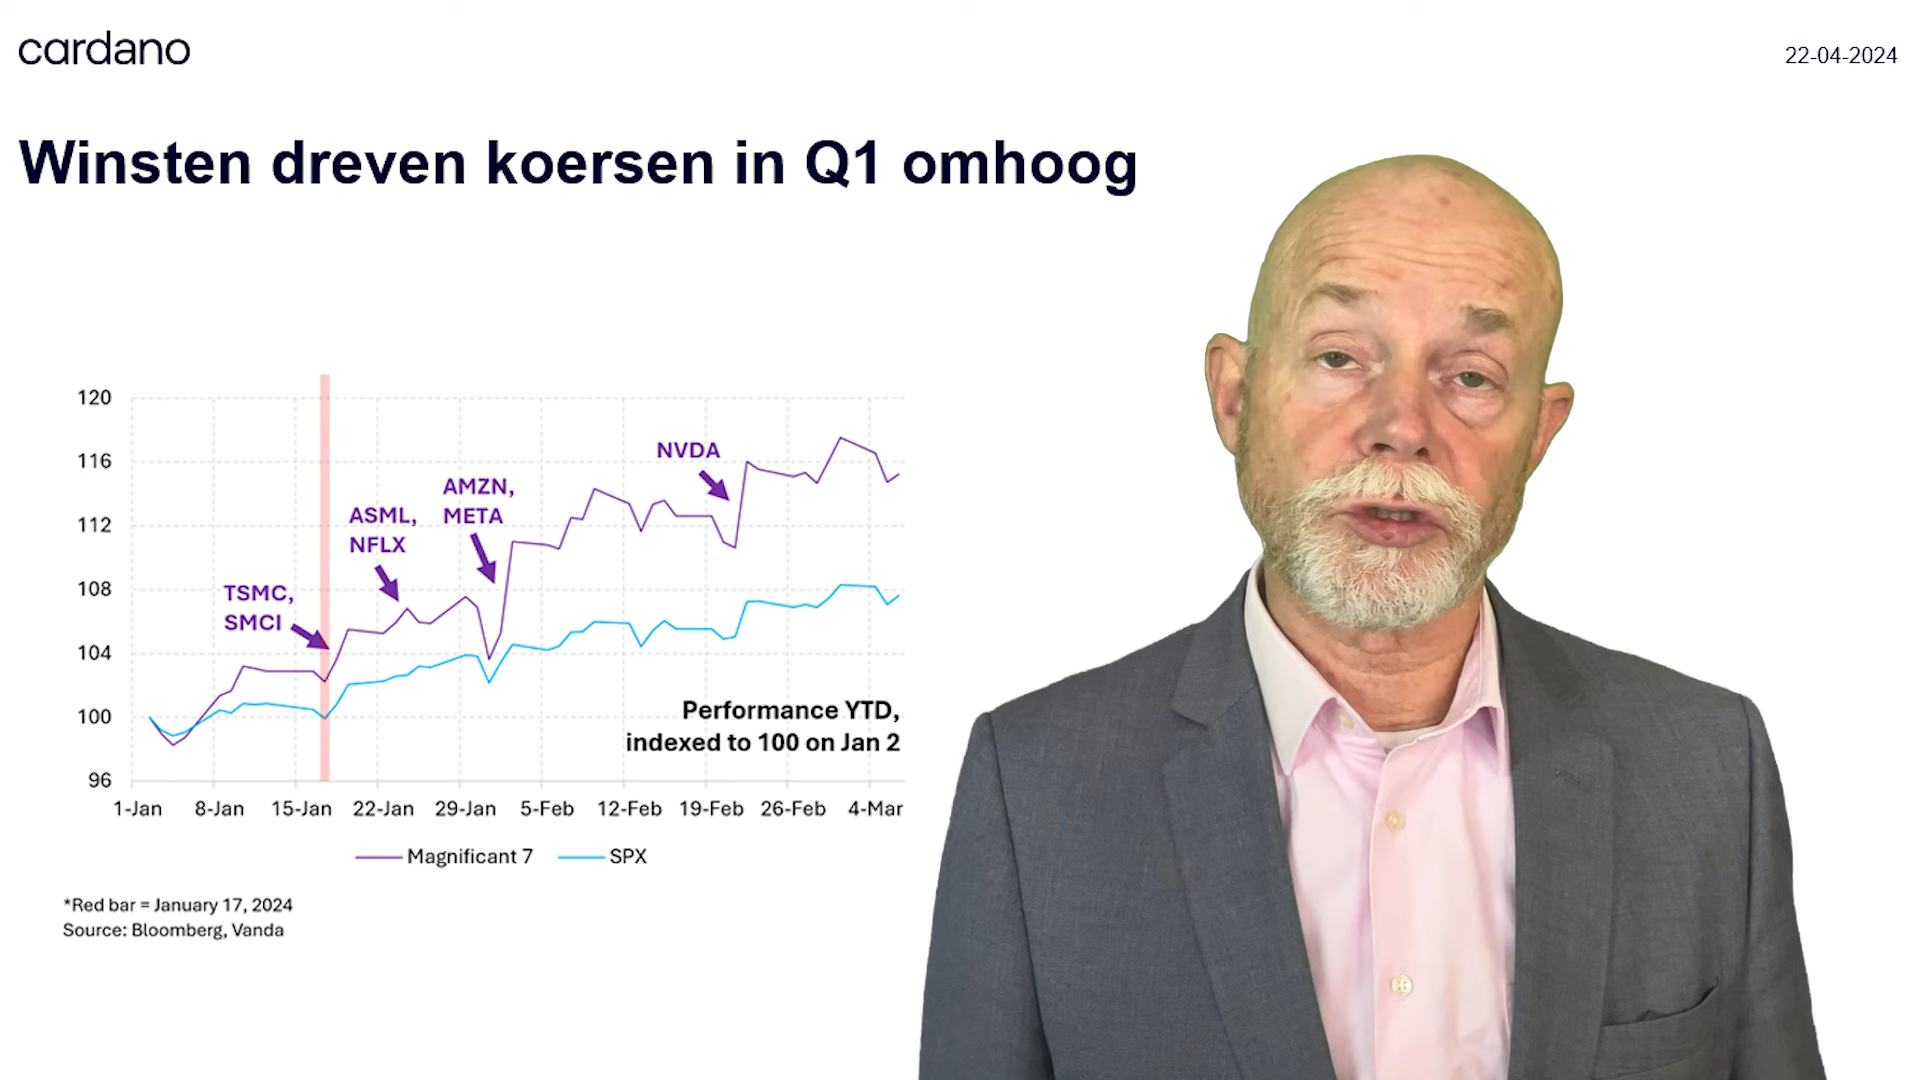 cardano
22-04-2024
Winsten dreven koersen in Q1 omhoog
120
116
112
108
104
100
96
NVDA
AMZN,
META
ASML,
NFLX
TSMC,
SMCI
Performance YTD,
indexed to 100 on Jan 2
1-Jan 8-Jan 15-Jan 22-Jan 29-Jan 5-Feb 12-Feb 19-Feb 26-Feb 4-Mar
Magnificant 7 SPX
*Red bar = January 17, 2024
Source: Bloomberg, Vanda